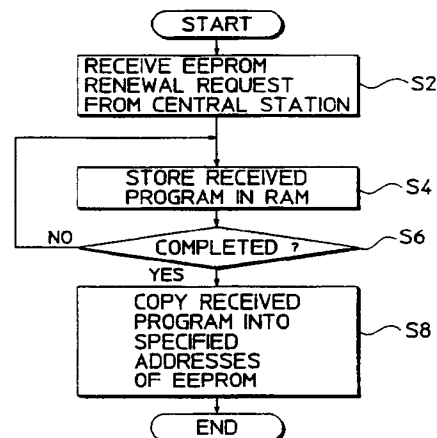 START
RECEIVE EEPROM
RENEWAL REQUEST
FROM CENTRAL STATION
S2
STORE RECEIVED
PROGRAM IN RAM
S4
COMPLETED ?
S6
NO
YES
COPY RECEIVED
PROGRAM INTO
SPECIFIED
ADDRESSES
OF EEPROM
S8
END